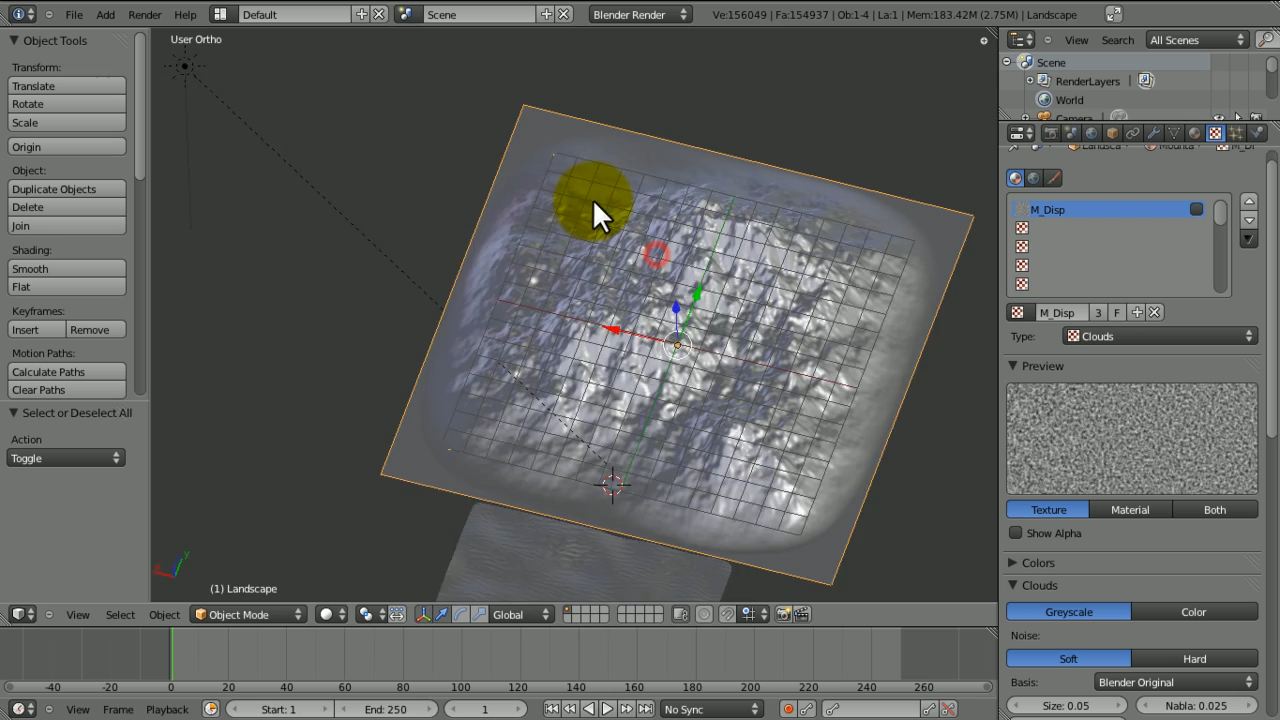 File Add Render Help Default Scene Blender Render Ve:156049 | Fa:154937 | Ob:1-4 | La:1 | Mem:183.42M (2.75M) | Landscape
Object Tools
Transform:
Translate
Rotate
Scale
Origin
Object:
Duplicate Objects
Delete
Join
Shading:
Smooth
Flat
Keyframes:
Insert Remove
Motion Paths:
Calculate Paths
Clear Paths
Select or Deselect All
Action
Toggle
User Ortho
(1) Landscape
View Select Object Object Mode Global
View Search All Scenes
Scene
RenderLayers |
World
Camera
M_Disp
M_Disp 3 F
Type: Clouds
Preview
Texture Material Both
Show Alpha
Colors
Clouds
Greyscale Color
Noise:
Soft Hard
Basis: Blender Original
Size: 0.05 Nabla: 0.025
-40 -20 0 20 40 60 80 100 120 140 160 180 200 220 240 260
View Frame Playback Start: 1 End: 250 1 No Sync